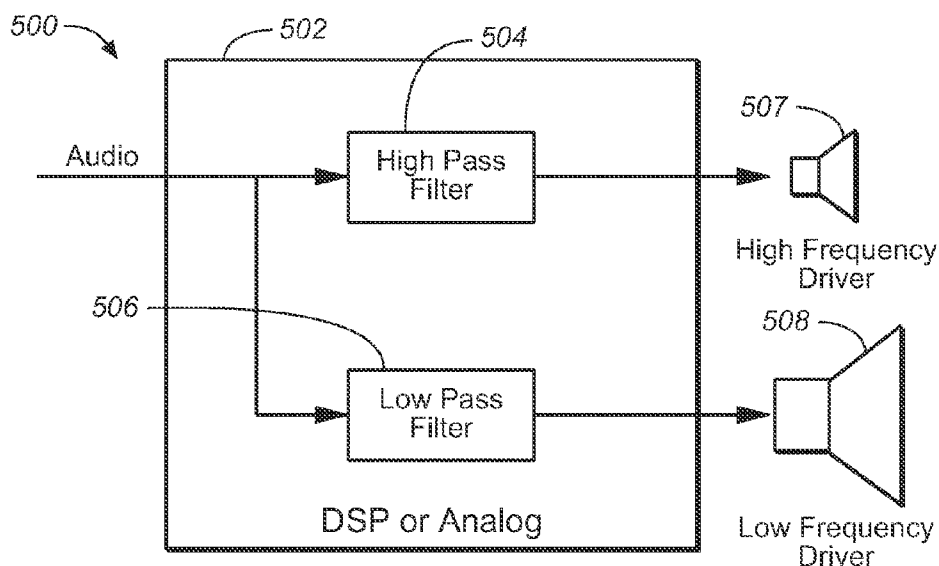 500
502
504
507
Audio
High Pass
Filter
High Frequency
Driver
506
508
Low Pass
Filter
DSP or Analog
Low Frequency
Driver